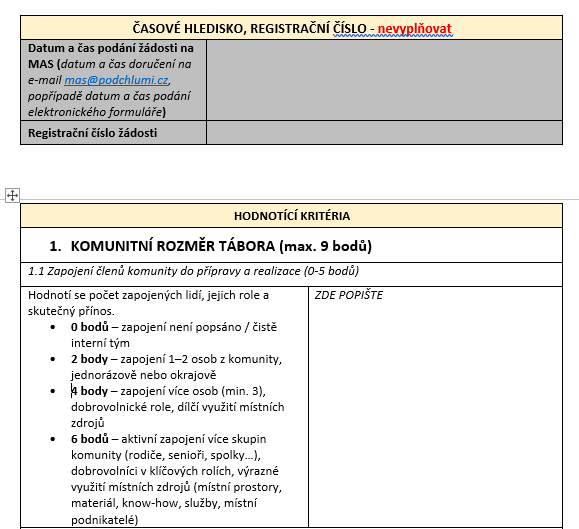 ČASOVÉ HLEDISKO, REGISTRAČNÍ ČÍSLO - nevyplňovat
Datum a čas podání žádosti na
MAS (datum a čas doručení na
e-mail mas@podchlumi.cz,
popřípadě datum a čas podání
elektronického formuláře)
Registrační číslo žádosti
HODNOTÍCÍ KRITÉRIA
1. KOMUNITNÍ ROZMĚR TÁBORA (max. 9 bodů)
1.1 Zapojení členů komunity do přípravy a realizace (0-5 bodů)
Hodnotí se počet zapojených lidí, jejich role a
skutečný přínos.
• 0 bodů – zapojení není popsáno / čistě
interní tým
• 2 body – zapojení 1–2 osob z komunity,
jednorázově nebo okrajově
• 4 body – zapojení více osob (min. 3),
dobrovolnické role, dílčí využití místních
zdrojů
• 6 bodů – aktivní zapojení více skupin
komunity (rodiče, senioři, spolky…),
dobrovolníci v klíčových rolích, výrazné
využití místních zdrojů (místní prostory,
materiál, know-how, služby, místní
podnikatelé)
ZDE POPIŠTE